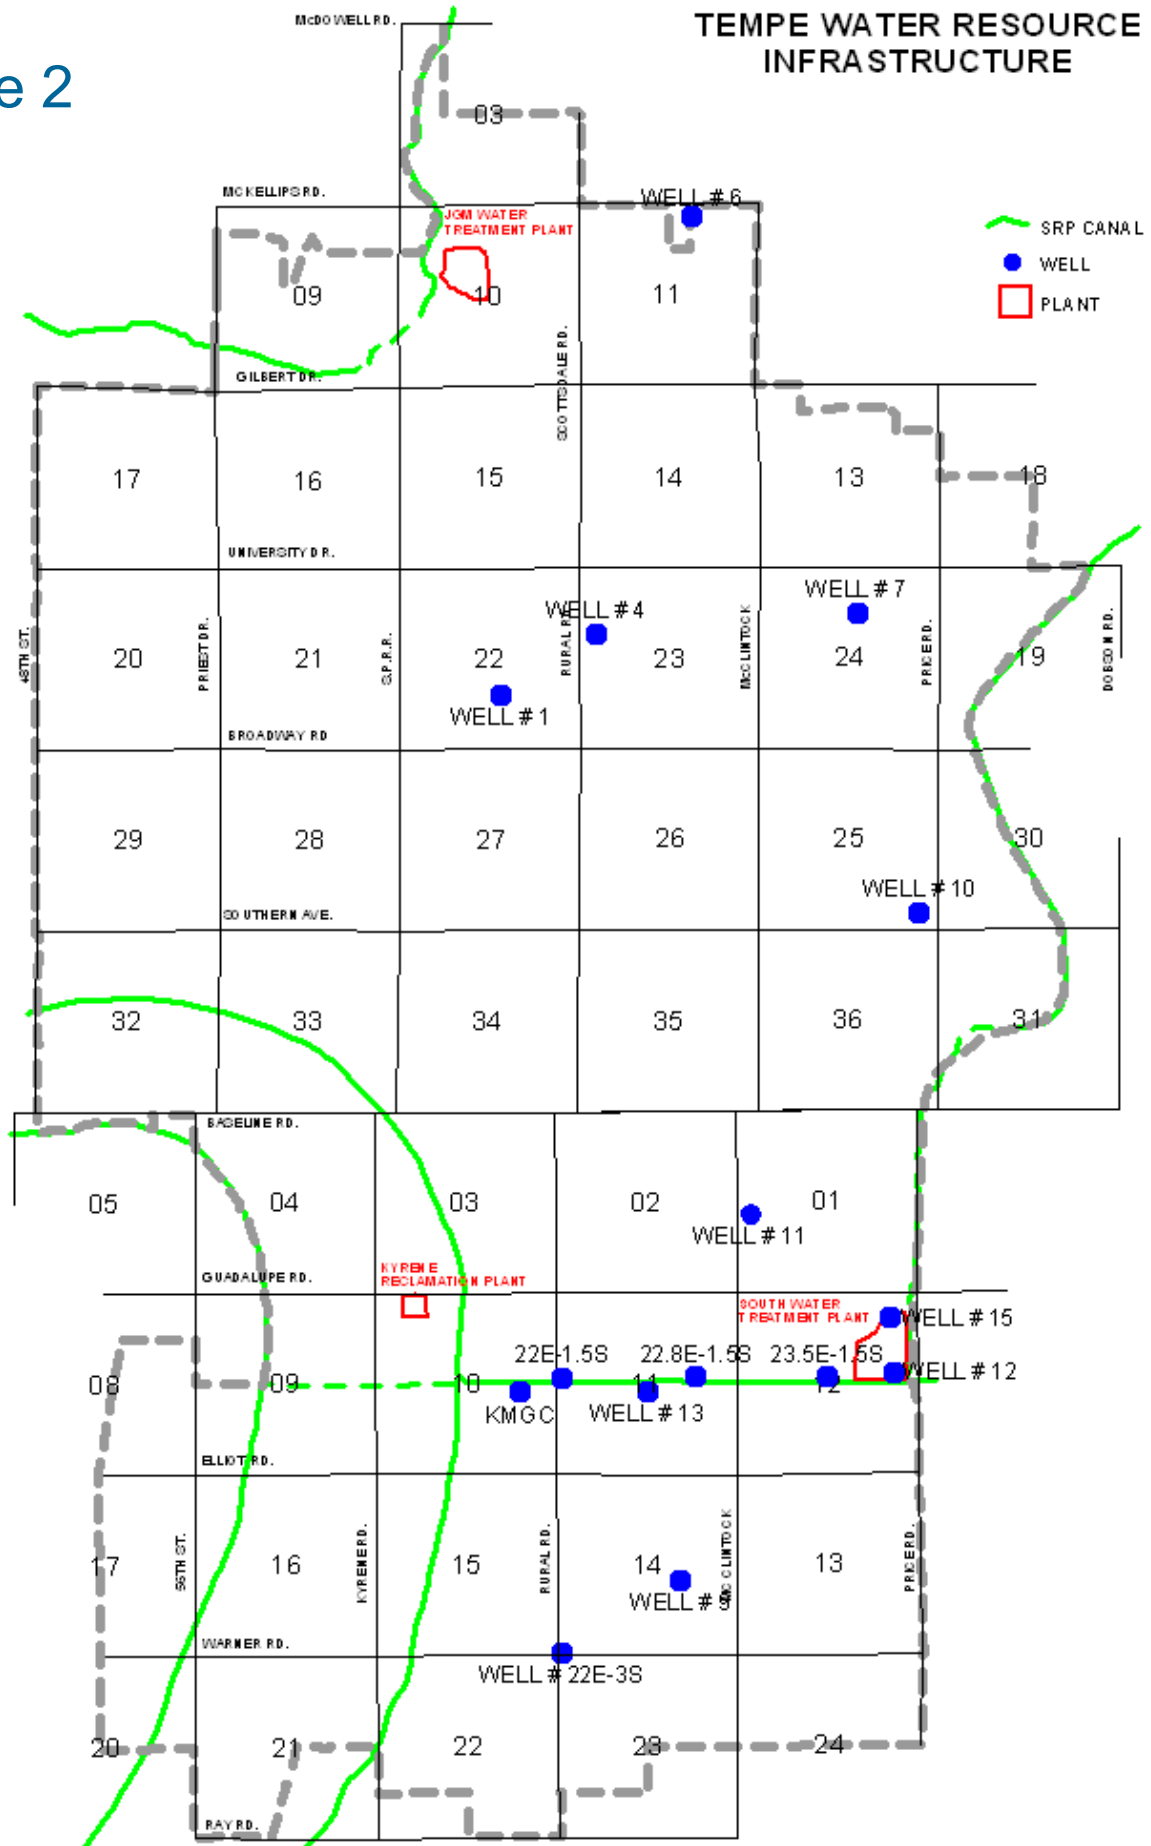 TEMPE WATER RESOURCE
INFRASTRUCTURE
e 2
McDOWELL RD.
03
MCKELLIPS RD.
WELL # 6
JGM WATER
TREATMENT PLANT
SRP CANAL
WELL
PLANT
09
10
11
SCOTTSDALE RD.
GILBERT DR.
17
16
15
14
13
18
UNIVERSITY DR.
WELL # 4
WELL # 7
48TH ST.
PRIEST DR.
S.P.R.R.
RURAL RD.
McCLINTOCK
PRICE RD.
DOBSON RD.
20
21
22
23
24
19
WELL # 1
BROADWAY RD
29
28
27
26
25
30
WELL # 10
SOUTHERN AVE.
32
33
34
35
36
31
BASELINE RD.
05
04
03
02
01
WELL # 11
GUADALUPE RD.
KYRENE
RECLAMATION PLANT
SOUTH WATER
TREATMENT PLANT
WELL # 15
22E-1.5S
22.8E-1.5S
23.5E-1.5S
WELL # 12
08
09
10
11
12
KMGC
WELL # 13
ELLIOT RD.
56TH ST.
KYRENE RD.
RURAL RD.
MC CLINTOCK
PRICE RD.
17
16
15
14
13
WELL # 9
WARNER RD.
WELL # 22E-3S
20
21
22
23
24
RAY RD.